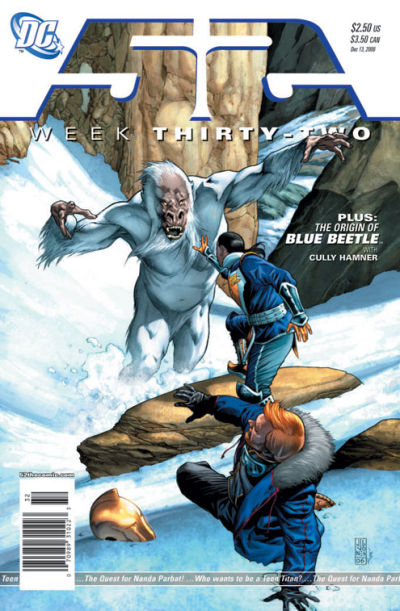 DC
$2.50 US
$3.50 CAN
Dec 13, 2006
52
WEEK THIRTY-TWO
PLUS:
THE ORIGIN OF
BLUE BEETLE™
WITH
CULLY HAMNER
52thecomic.com
Teen ...The Quest for Nanda Parbat! ...Who wants to be a Teen Titan?... The Quest for Nanda Parbat